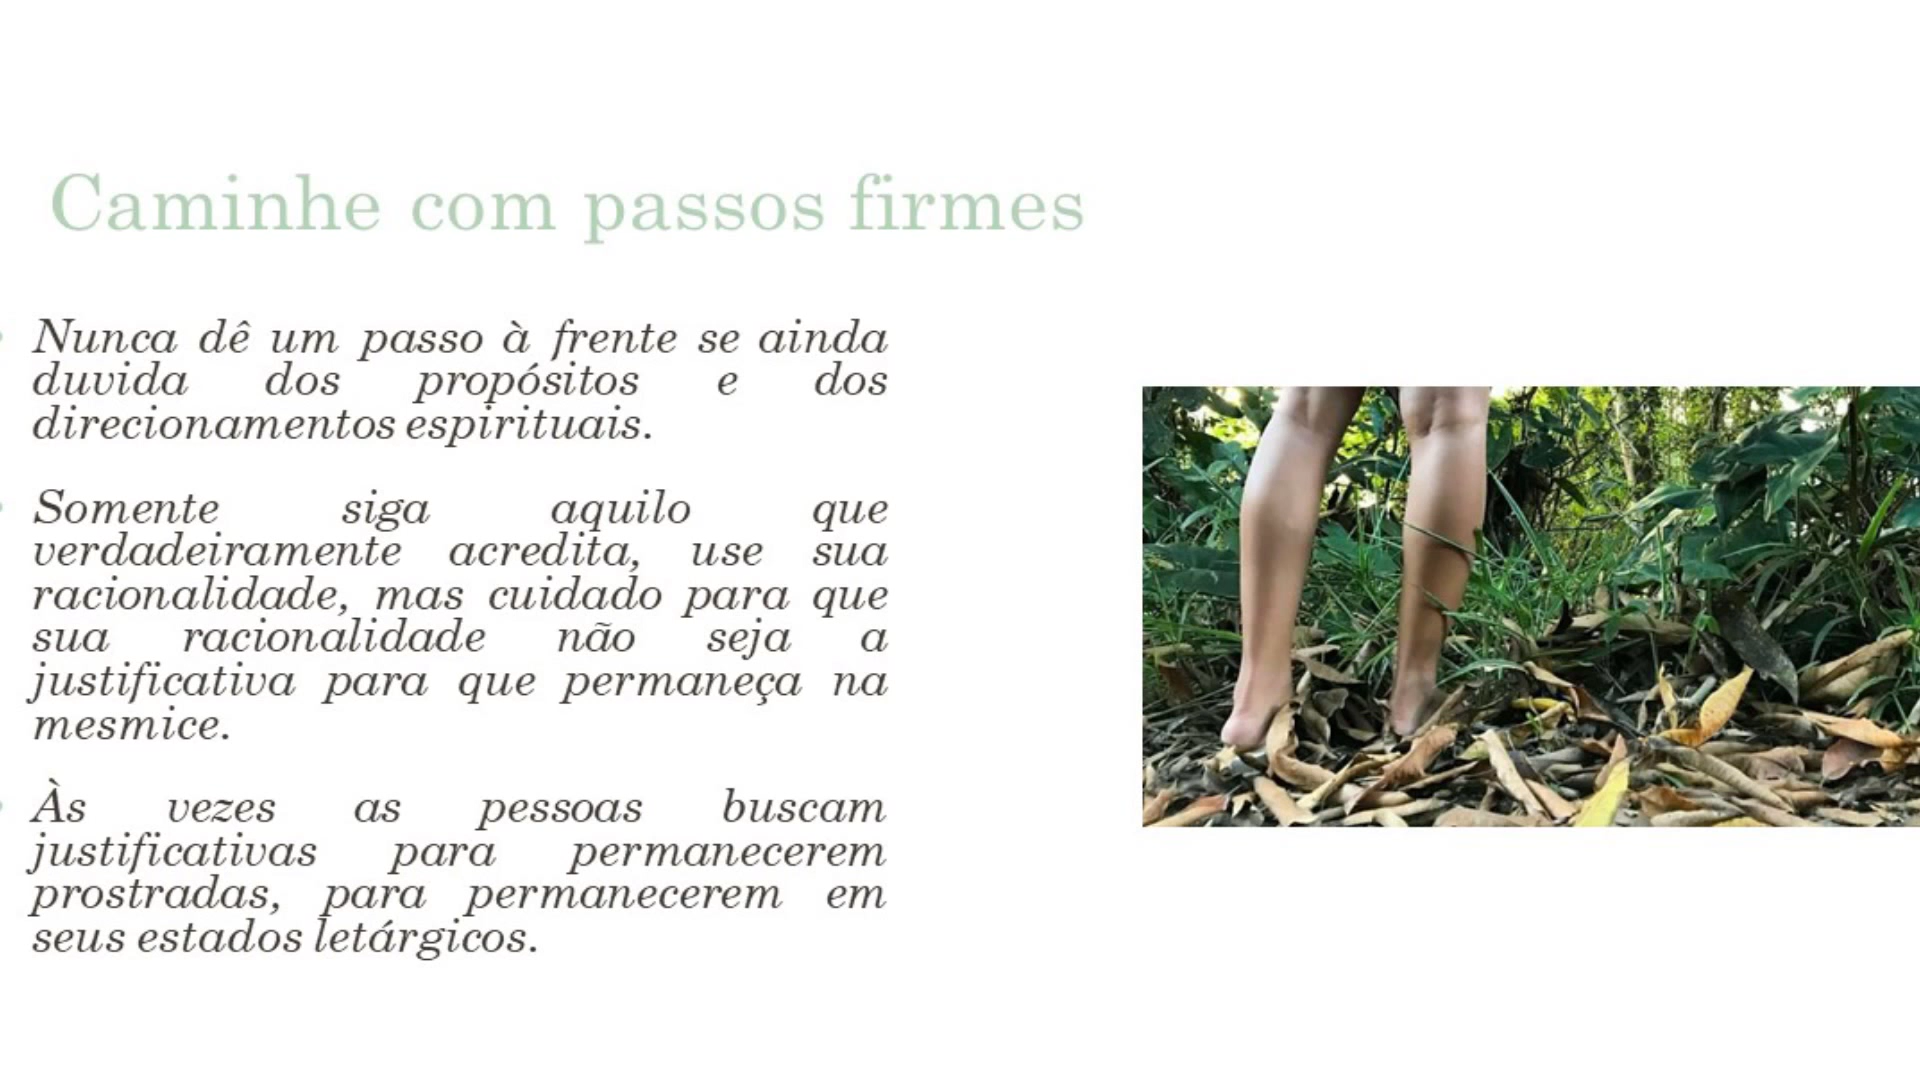 Caminhe com passos firmes
Nunca dê um passo à frente se ainda
duvida dos propósitos e dos
direcionamentos espirituais.
Somente siga aquilo que
verdadeiramente acredita, use sua
racionalidade, mas cuidado para que
sua racionalidade não seja a
justificativa para que permaneça na
mesmice.
Às vezes as pessoas buscam
justificativas para permanecerem
prostradas, para permanecerem em
seus estados letárgicos.